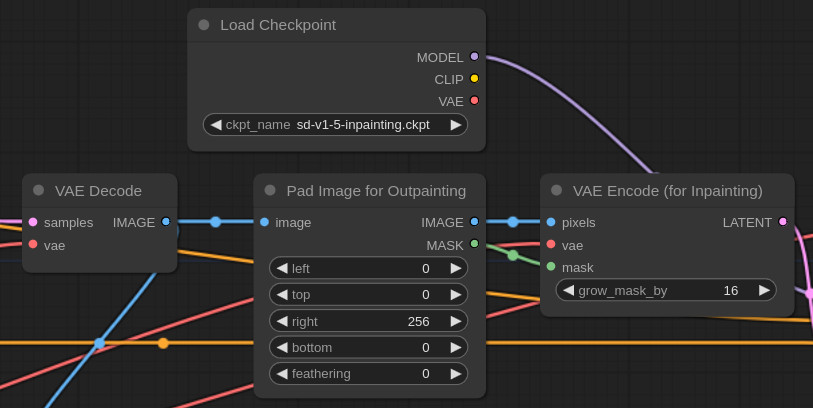 Load Checkpoint
MODEL
CLIP
VAE
ckpt_name sd-v1-5-inpainting.ckpt
VAE Decode
samples IMAGE
vae
Pad Image for Outpainting
image IMAGE
MASK
left 0
top 0
right 256
bottom 0
feathering 0
VAE Encode (for Inpainting)
pixels LATENT
vae
mask
grow_mask_by 16